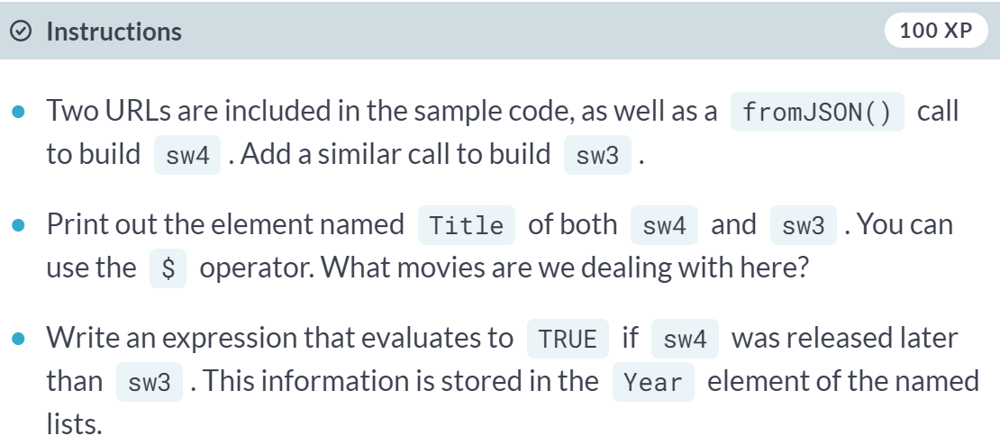 Instructions 100 XP
Two URLs are included in the sample code, as well as a fromJSON() call
to build sw4 . Add a similar call to build sw3 .
Print out the element named Title of both sw4 and sw3 . You can
use the $ operator. What movies are we dealing with here?
Write an expression that evaluates to TRUE if sw4 was released later
than sw3 . This information is stored in the Year element of the named
lists.